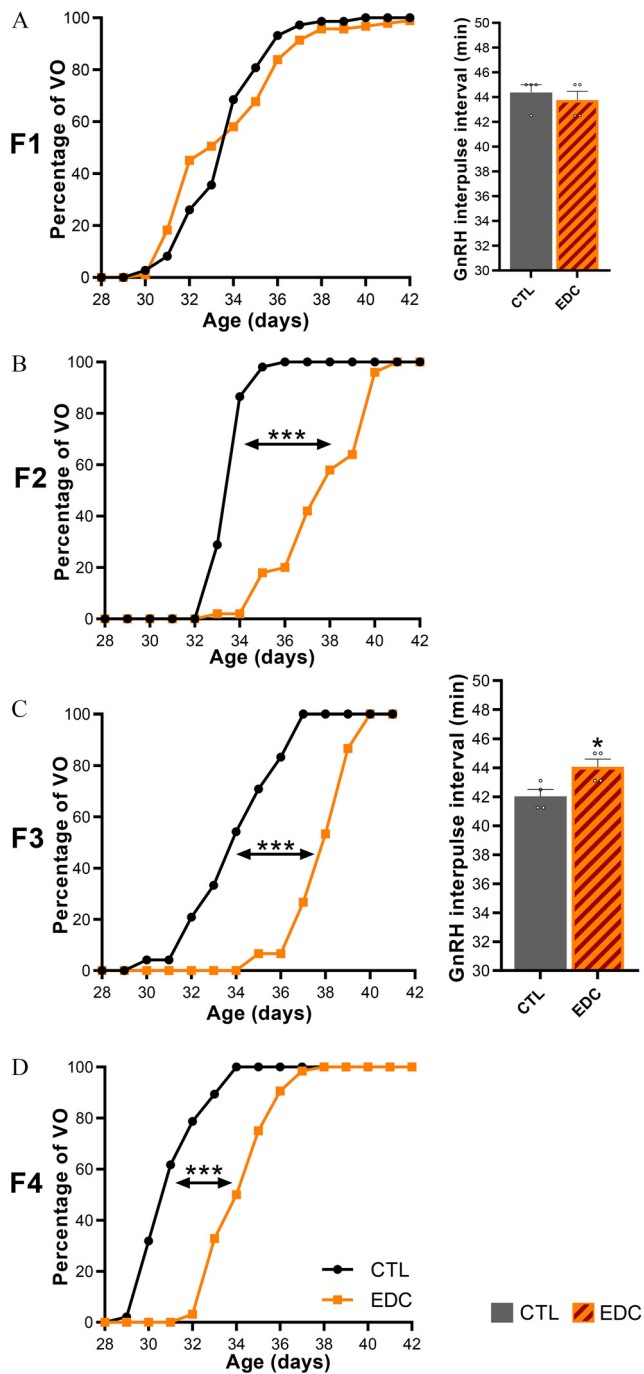 A
F1
Percentage of VO
100
80
60
40
20
0
28 30 32 34 36 38 40 42
Age (days)
GnRH interpulse interval (min)
50
48
46
44
42
40
38
36
34
32
30
CTL EDC
B
F2
Percentage of VO
100
80
60
40
20
0
***
28 30 32 34 36 38 40 42
Age (days)
C
F3
Percentage of VO
100
80
60
40
20
0
***
28 30 32 34 36 38 40 42
Age (days)
GnRH interpulse interval (min)
50
48
46
44
42
40
38
36
34
32
30
*
CTL EDC
D
F4
Percentage of VO
100
80
60
40
20
0
***
CTL
EDC
28 30 32 34 36 38 40 42
Age (days)
CTL EDC